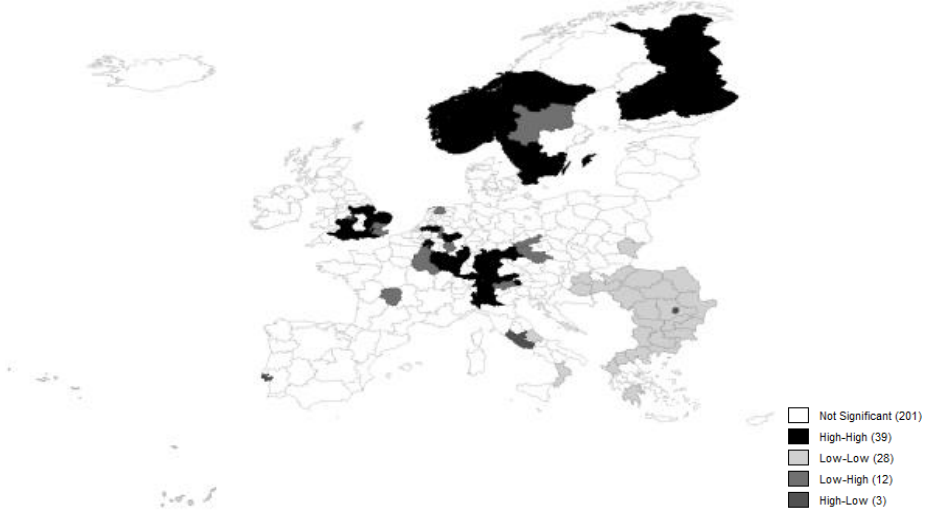 Not Significant (201)
High-High (39)
Low-Low (28)
Low-High (12)
High-Low (3)